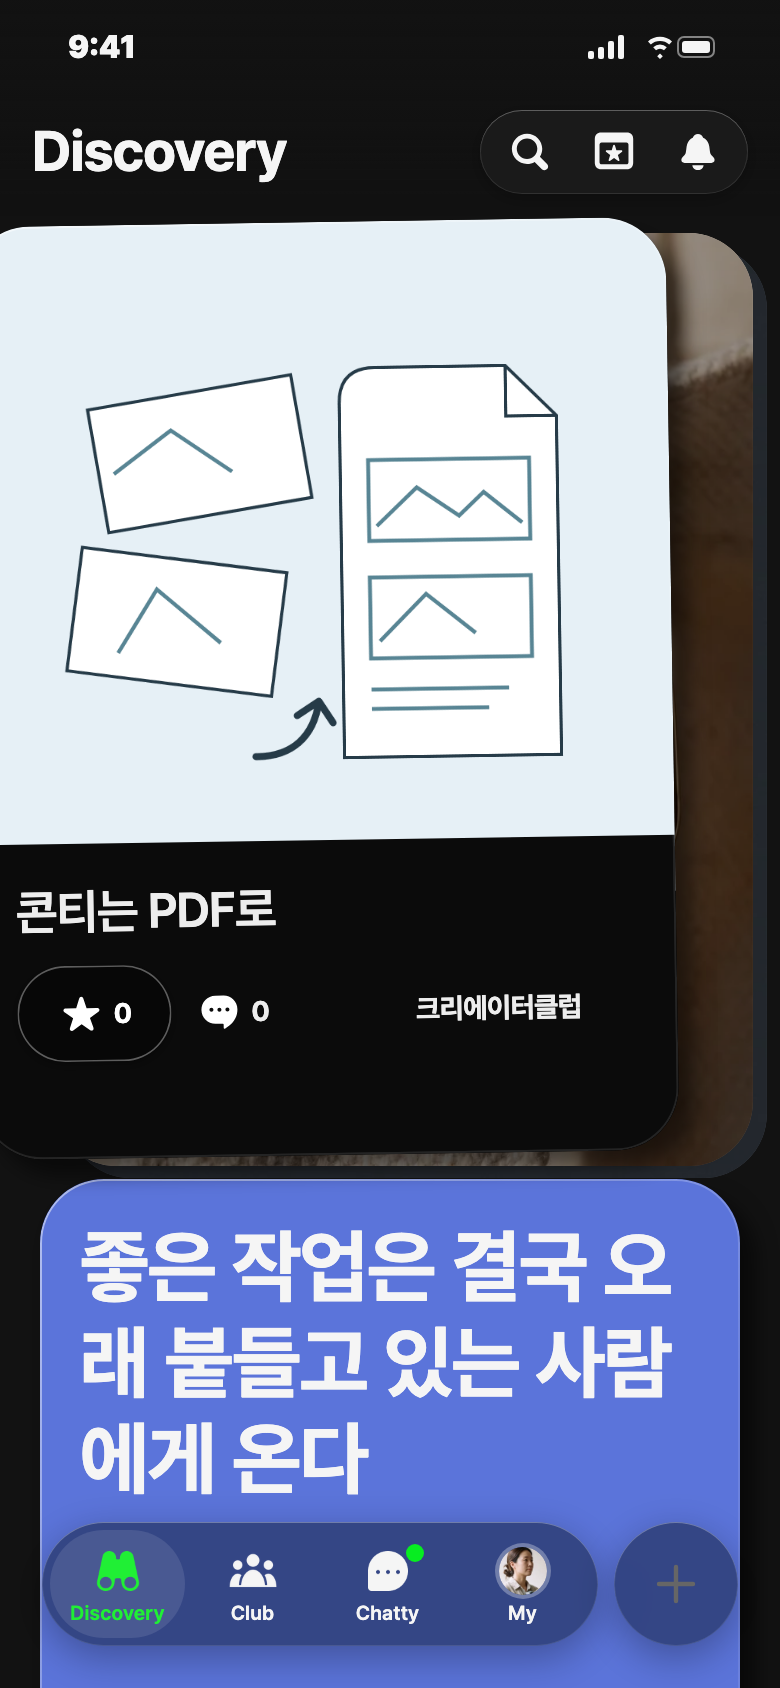 9:41
Discovery
콘티는 PDF로
0
0
크리에이터클럽
좋은 작업은 결국 오
래 붙들고 있는 사람
에게 온다
Discovery
Club
Chatty
My